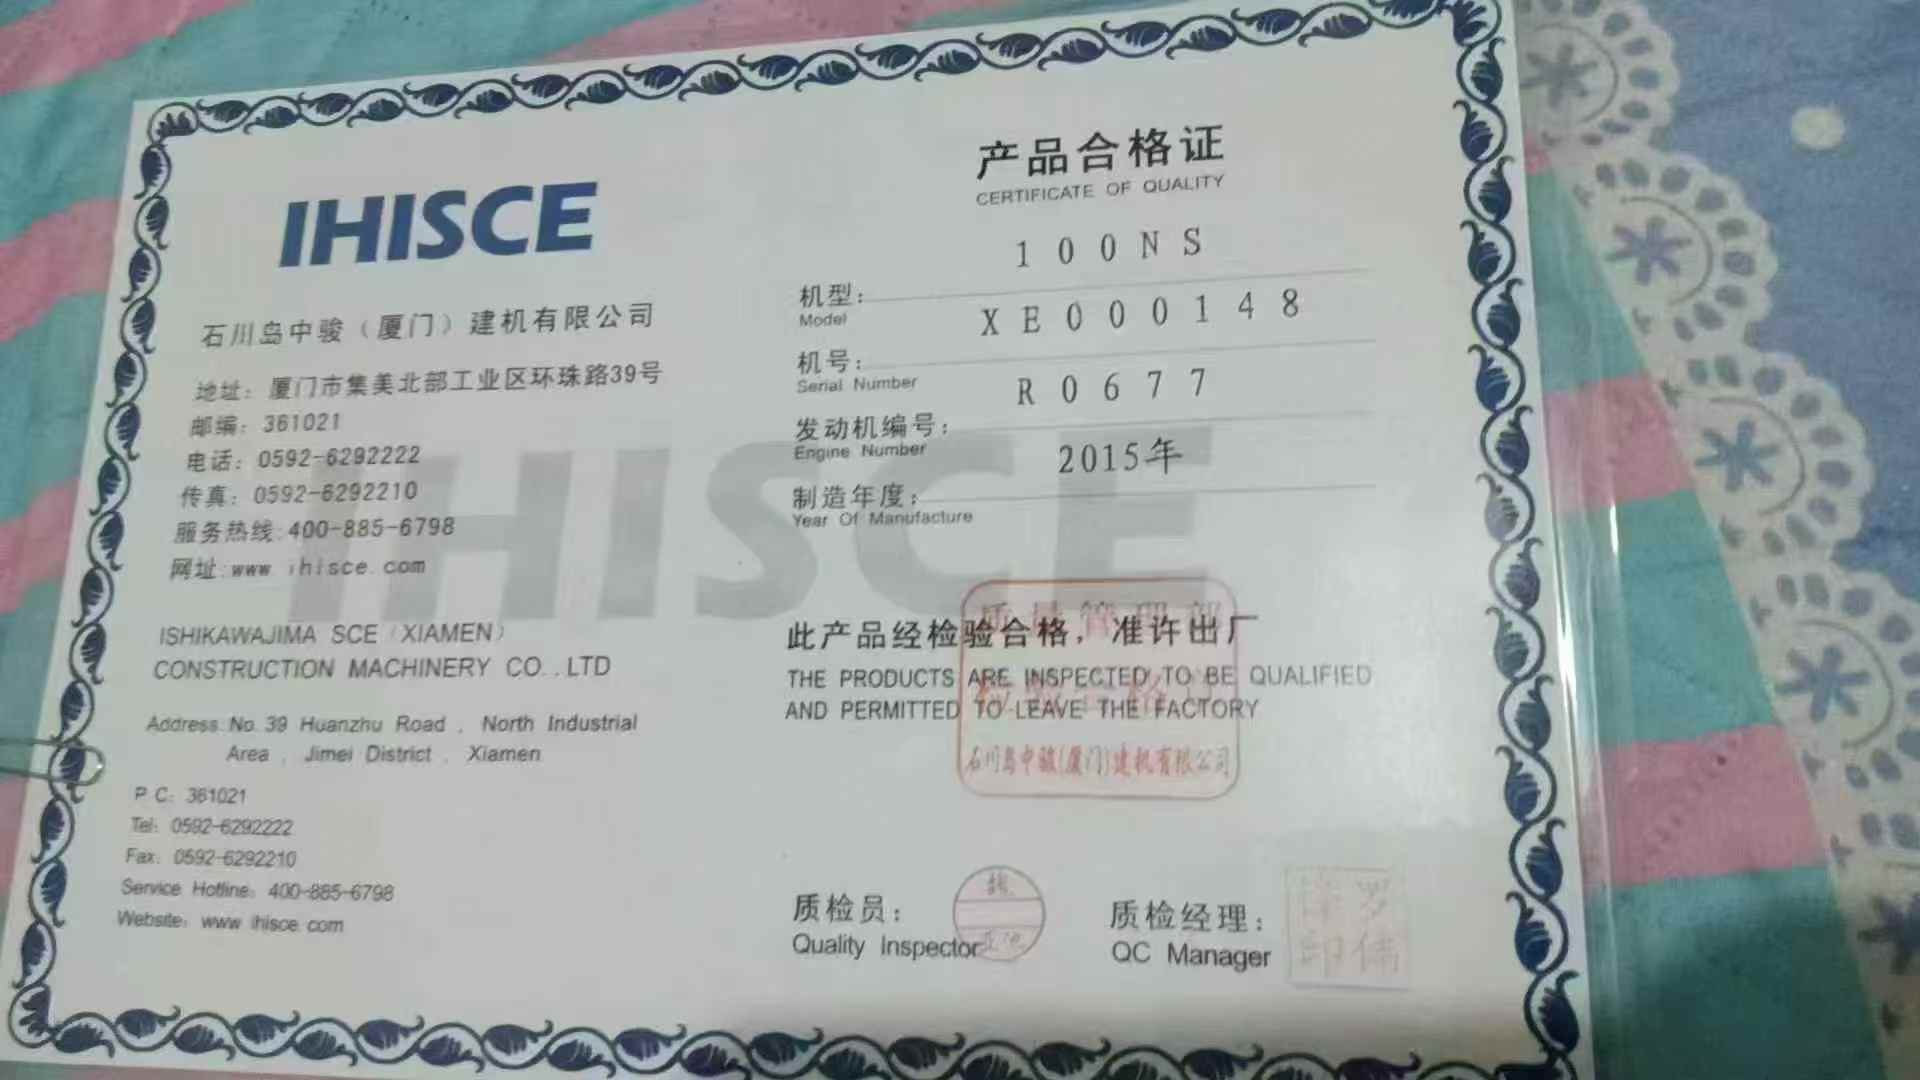 IHISCE
石川岛中骏（厦门）建机有限公司
地址：厦门市集美北部工业区环珠路39号
邮编：361021
电话：0592-6292222
传真：0592-6292210
服务热线：400-885-6798
网址：www.ihisce.com
ISHIKAWAJIMA SCE（XIAMEN）
CONSTRUCTION MACHINERY CO.,LTD
Address: No. 39 Huanzhu Road , North Industrial
Area , Jimei District , Xiamen
P C: 361021
Tel: 0592-6292222
Fax: 0592-6292210
Service Hotline: 400-885-6798
Website: www ihisce com
产品合格证
CERTIFICATE OF QUALITY
100NS
机型：
Model
XE000148
机号：
Serial Number
R0677
发动机编号：
Engine Number
2015年
制造年度：
Year Of Manufacture
IHISCE
此产品经检验合格，准许出厂
THE PRODUCTS ARE INSPECTED TO BE QUALIFIED
AND PERMITTED TO LEAVE THE FACTORY
质量管理部
石川岛中骏(厦门)建机有限公司
质检员：
Quality Inspector
质检经理：
QC Manager